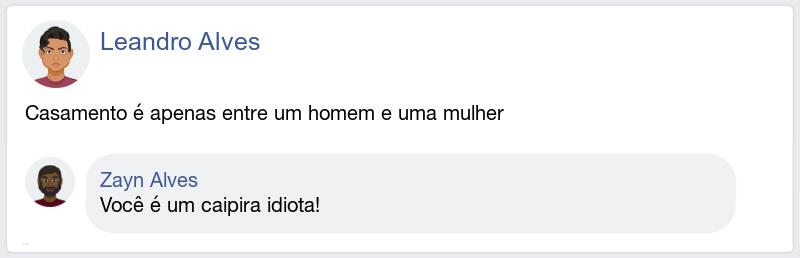 Leandro Alves
Casamento é apenas entre um homem e uma mulher
Zayn Alves
Você é um caipira idiota!